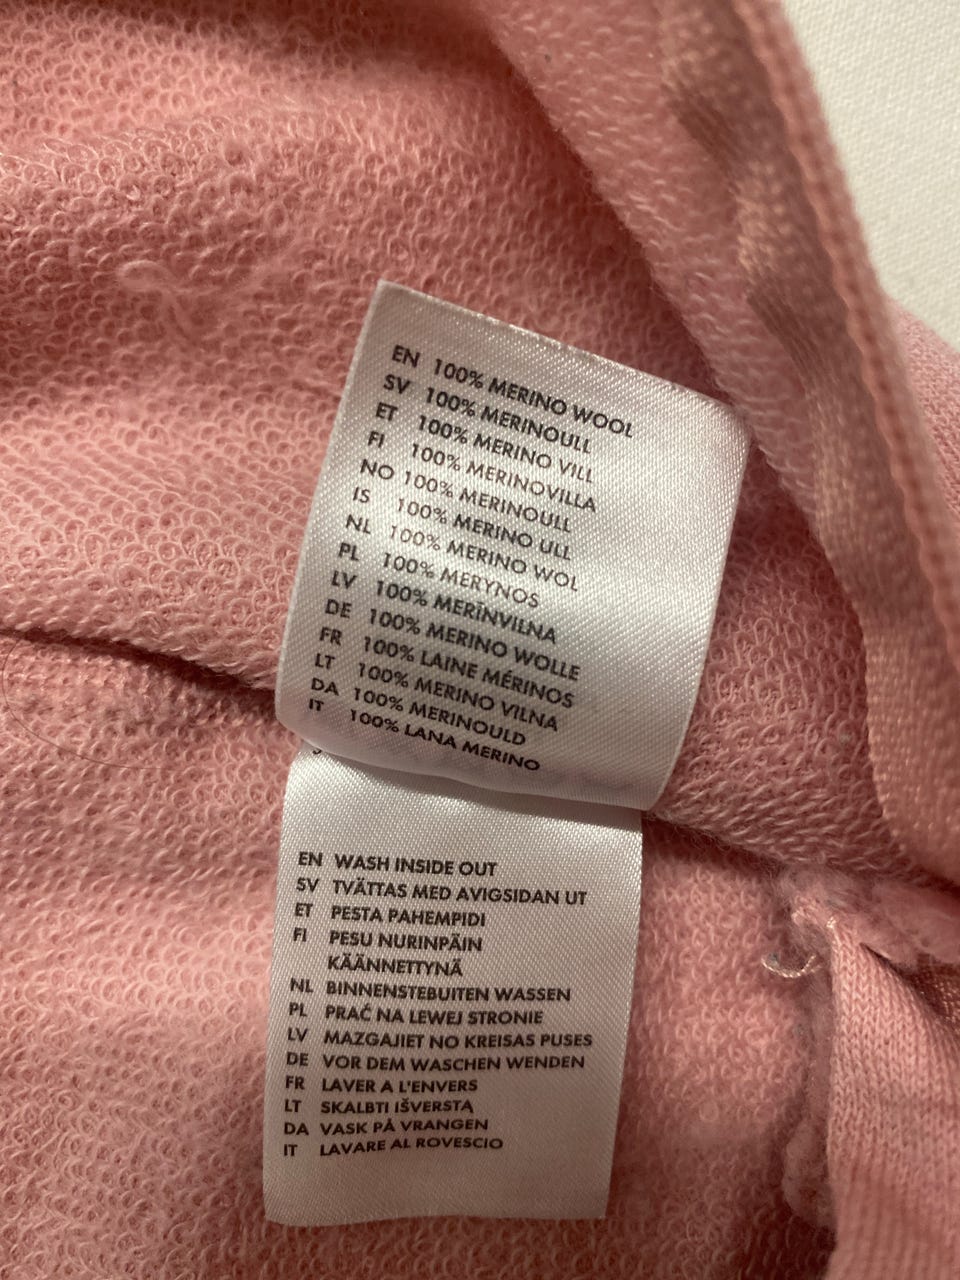 EN 100% MERINO WOOL
SV 100% MERINOULL
ET 100% MERINO VILL
FI 100% MERINOVILLA
NO 100% MERINOULL
IS 100% MERINO ULL
NL 100% MERINO WOL
PL 100% MERYNOS
LV 100% MERĪNVILNA
DE 100% MERINO WOLLE
FR 100% LAINE MÉRINOS
LT 100% MERINO VILNA
DA 100% MERINOULD
IT 100% LANA MERINO
EN WASH INSIDE OUT
SV TVÄTTAS MED AVIGSIDAN UT
ET PESTA PAHEMPIDI
FI PESU NURINPÄIN
KÄÄNNETTYNÄ
NL BINNENSTEBUITEN WASSEN
PL PRAĆ NA LEWEJ STRONIE
LV MAZGAJIET NO KREISAS PUSES
DE VOR DEM WASCHEN WENDEN
FR LAVER A L'ENVERS
LT SKALBTI IŠVERSTĄ
DA VASK PÅ VRANGEN
IT LAVARE AL ROVESCIO